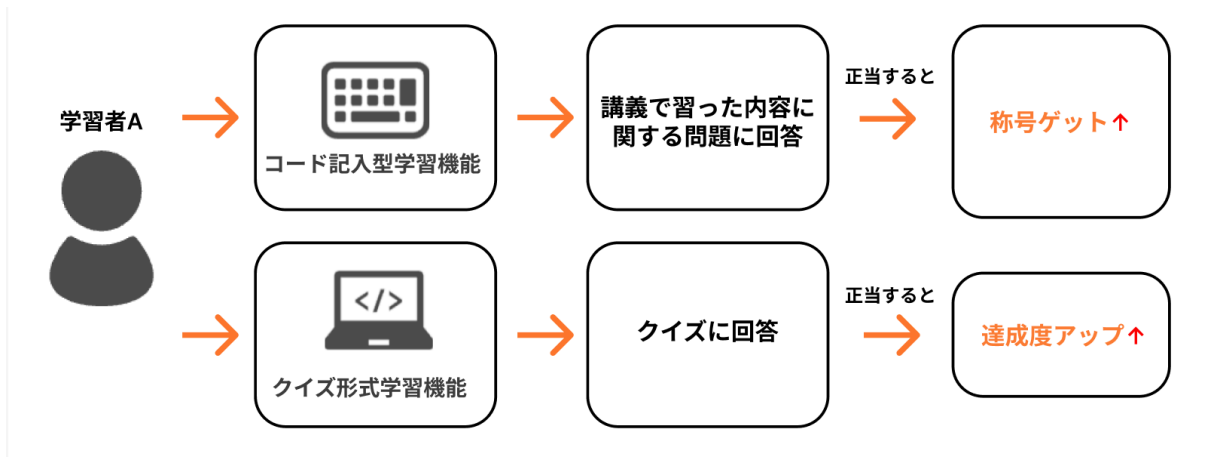 学習者A
コード記入型学習機能
講義で習った内容に
関する問題に回答
正当すると
称号ゲット↑
</>
クイズ形式学習機能
クイズに回答
正当すると
達成度アップ↑